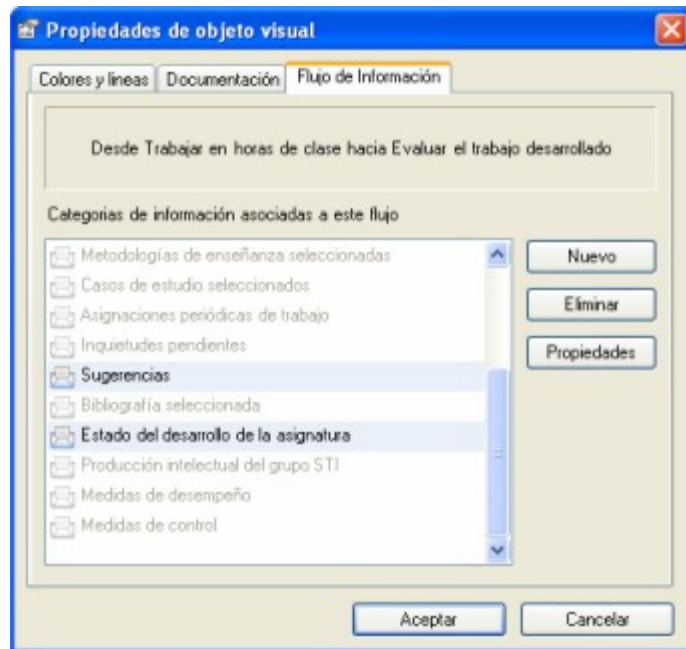 Propiedades de objeto visual
Colores y líneas Documentación Flujo de Información
Desde Trabajar en horas de clase hacia Evaluar el trabajo desarrollado
Categorias de información asociadas a este flujo
Metodologías de enseñanza seleccionadas
Nuevo
Casos de estudio seleccionados
Asignaciones periódicas de trabajo
Eliminar
Inquietudes pendientes
Propiedades
Sugerencias
Bibliografía seleccionada
Estado del desarrollo de la asignatura
Producción intelectual del grupo STI
Medidas de desempeño
Medidas de control
Aceptar Cancelar